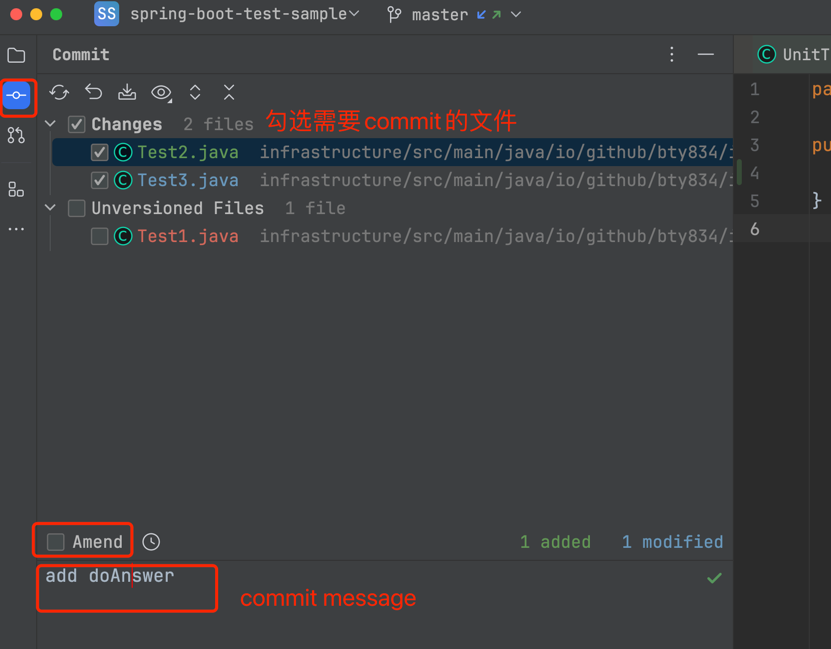 SS spring-boot-test-sample master
Commit
UnitT
Changes 2 files 勾选需要commit的文件
Test2.java infrastructure/src/main/java/io/github/bty834/
Test3.java infrastructure/src/main/java/io/github/bty834/
Unversioned Files 1 file
Test1.java infrastructure/src/main/java/io/github/bty834/
1 pa
2
3 pu
4
5 }
6
Amend 1 added 1 modified
add doAnswer
commit message